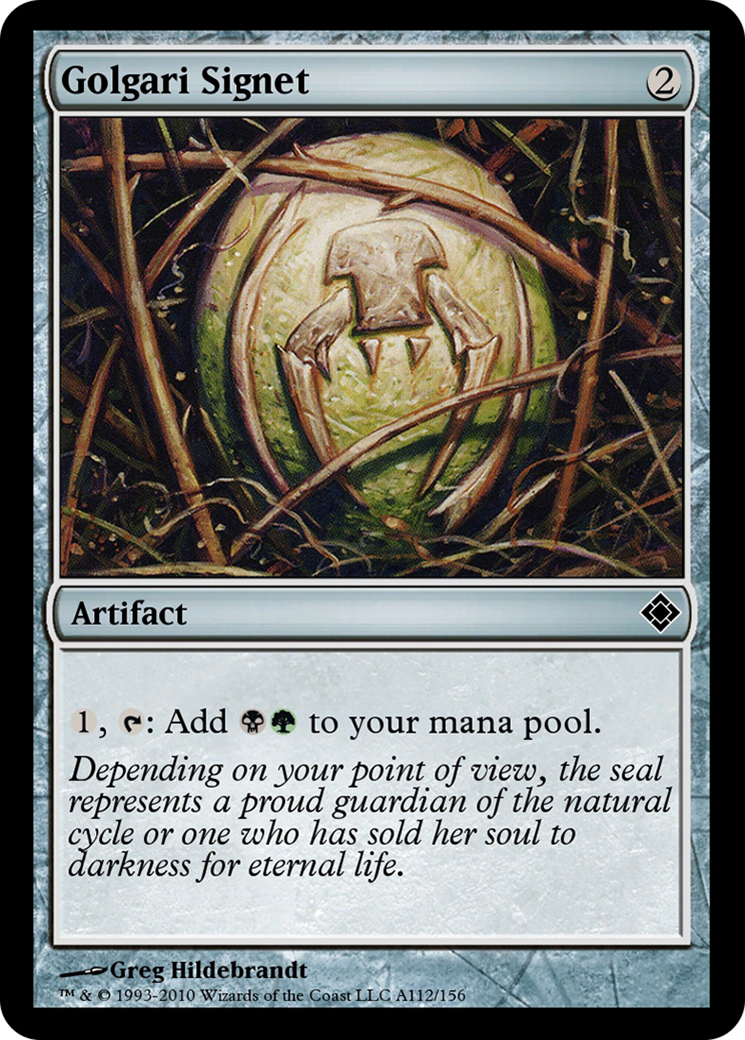 Golgari Signet 2
Artifact
1, : Add to your mana pool.
Depending on your point of view, the seal
represents a proud guardian of the natural
cycle or one who has sold her soul to
darkness for eternal life.
Greg Hildebrandt
™ & © 1993-2010 Wizards of the Coast LLC A112/156